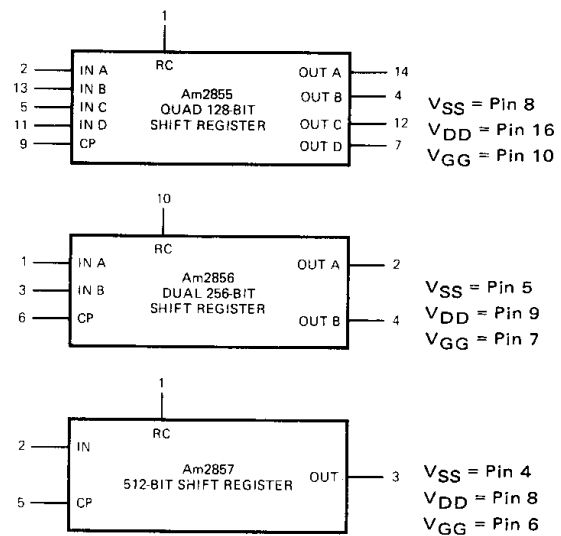 1
RC
2 IN A
13 IN B
5 IN C
11 IN D
9 CP
Am2855
QUAD 128-BIT
SHIFT REGISTER
OUT A 14
OUT B 4
OUT C 12
OUT D 7
VSS = Pin 8
VDD = Pin 16
VGG = Pin 10
10
RC
1 IN A
3 IN B
6 CP
Am2856
DUAL 256-BIT
SHIFT REGISTER
OUT A 2
OUT B 4
VSS = Pin 5
VDD = Pin 9
VGG = Pin 7
1
RC
2 IN
5 CP
Am2857
512-BIT SHIFT REGISTER
OUT 3
VSS = Pin 4
VDD = Pin 8
VGG = Pin 6